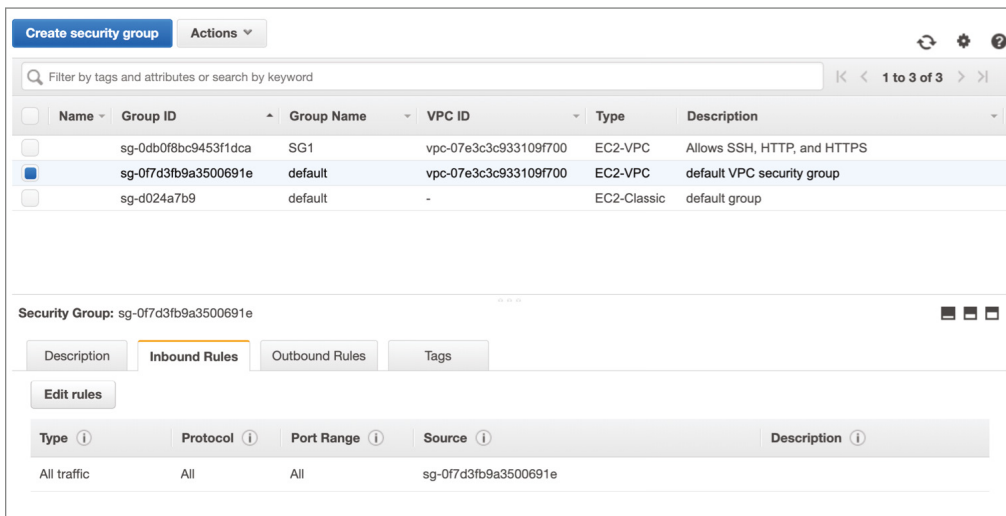 Create security group Actions
Filter by tags and attributes or search by keyword 1 to 3 of 3
Name Group ID Group Name VPC ID Type Description
sg-0db0f8bc9453f1dca SG1 vpc-07e3c3c933109f700 EC2-VPC Allows SSH, HTTP, and HTTPS
sg-0f7d3fb9a3500691e default vpc-07e3c3c933109f700 EC2-VPC default VPC security group
sg-d024a7b9 default - EC2-Classic default group
Security Group: sg-0f7d3fb9a3500691e
Description Inbound Rules Outbound Rules Tags
Edit rules
Type Protocol Port Range Source Description
All traffic All All sg-0f7d3fb9a3500691e